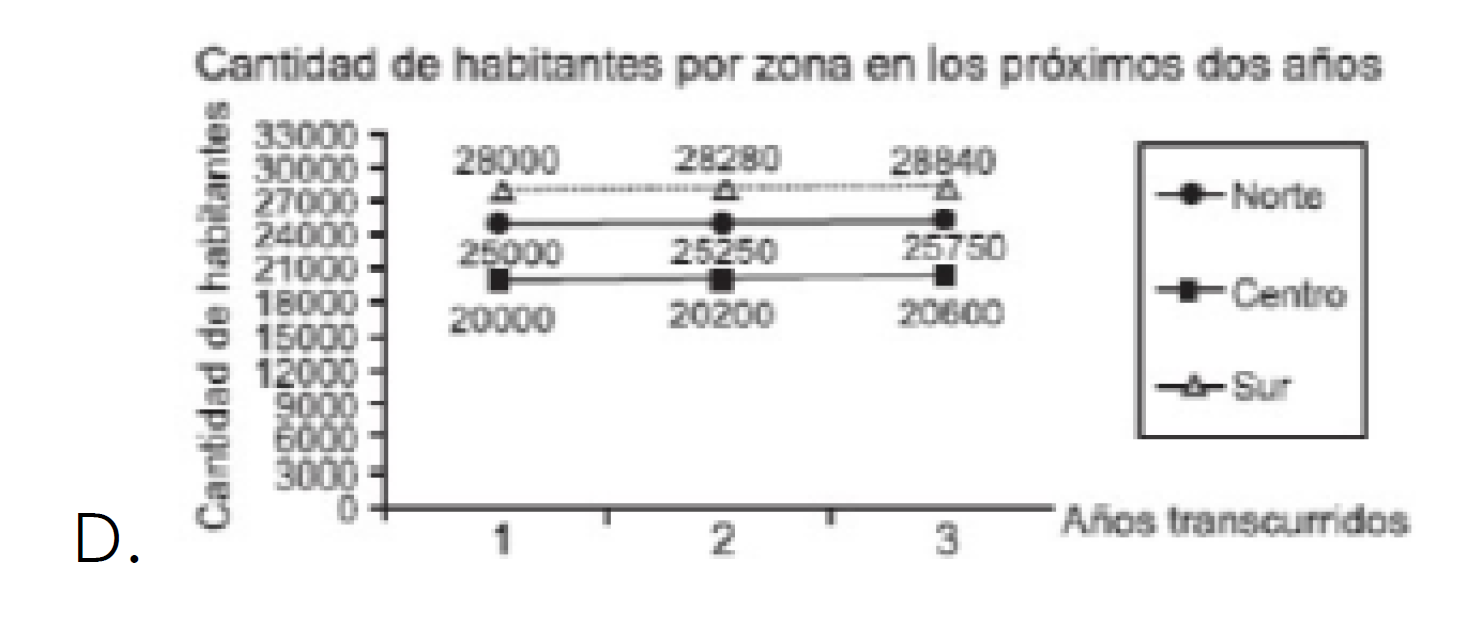 Cantidad de habitantes por zona en los próximos dos años
Cantidad de habitantes
33000
30000
27000
24000
21000
18000
15000
12000
9000
6000
3000
0
28000 28280 28840
25000 25250 25750
20000 20200 20600
1 2 3
Años transcurridos
Norte
Centro
Sur
D.